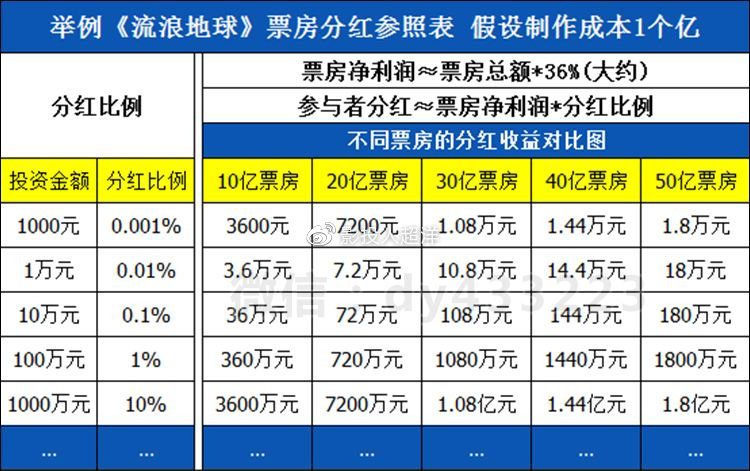 举例《流浪地球》票房分红参照表 假设制作成本1个亿
分红比例
票房净利润≈票房总额*36%(大约)
参与者分红≈票房净利润*分红比例
不同票房的分红收益对比图
投资金额 分红比例 10亿票房 20亿票房 30亿票房 40亿票房 50亿票房
1000元 0.001% 3600元 7200元 1.08万元 1.44万元 1.8万元
影投人超洋
1万元 0.01% 3.6万元 7.2万元 10.8万元 14.4万元 18万元
微信：dy433223
10万元 0.1% 36万元 72万元 108万元 144万元 180万元
100万元 1% 360万元 720万元 1080万元 1440万元 1800万元
1000万元 10% 3600万元 7200万元 1.08亿元 1.44亿元 1.8亿元
... ... ... ... ... ... ...